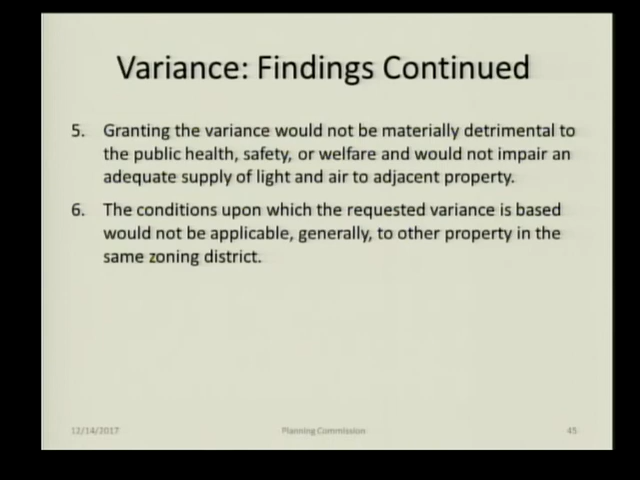 Variance: Findings Continued
5. Granting the variance would not be materially detrimental to
the public health, safety, or welfare and would not impair an
adequate supply of light and air to adjacent property.
6. The conditions upon which the requested variance is based
would not be applicable, generally, to other property in the
same zoning district.
12/14/2017 Planning Commission 45